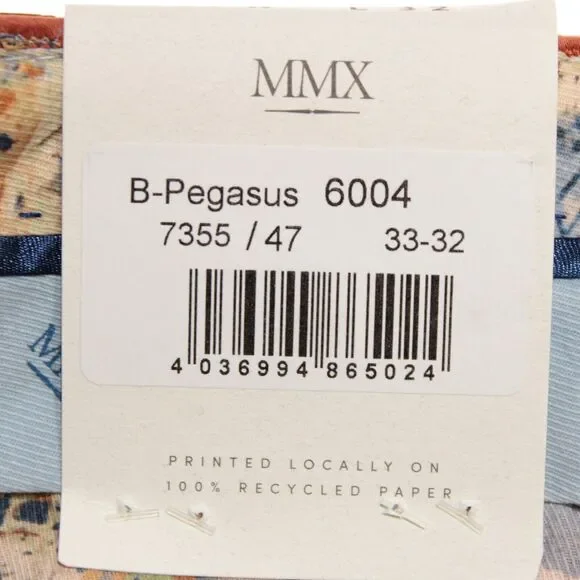 MMX
B-Pegasus 6004
7355 / 47 33-32
4 036994 865024
PRINTED LOCALLY ON
100% RECYCLED PAPER